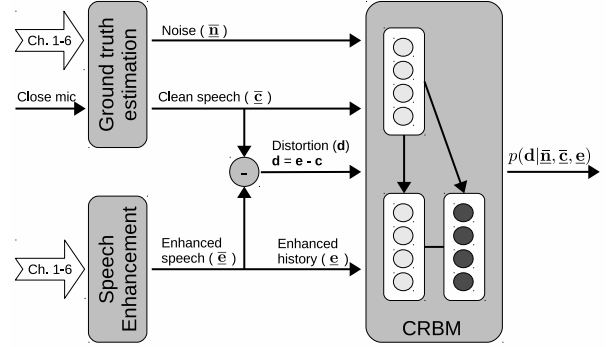 Ch. 1-6
Close mic
Ground truth
estimation
Noise ( n̅ )
Clean speech ( c̲̅ )
Distortion (d)
d = e - c
-
Ch. 1-6
Speech
Enhancement
Enhanced
speech ( e̲̅ )
Enhanced
history ( e̲ )
CRBM
p(d|n̲̅, c̲̅, e̲)